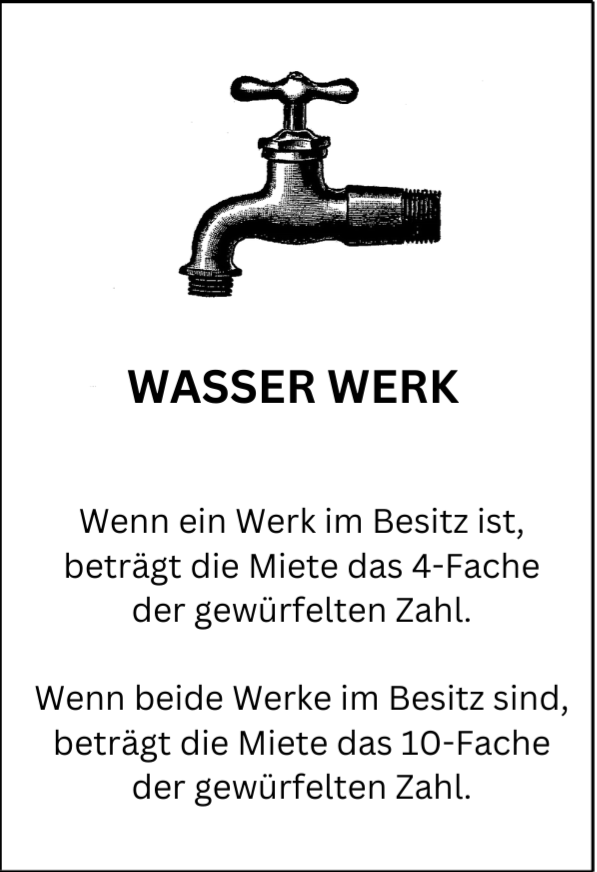 WASSER WERK
Wenn ein Werk im Besitz ist,
beträgt die Miete das 4-Fache
der gewürfelten Zahl.
Wenn beide Werke im Besitz sind,
beträgt die Miete das 10-Fache
der gewürfelten Zahl.